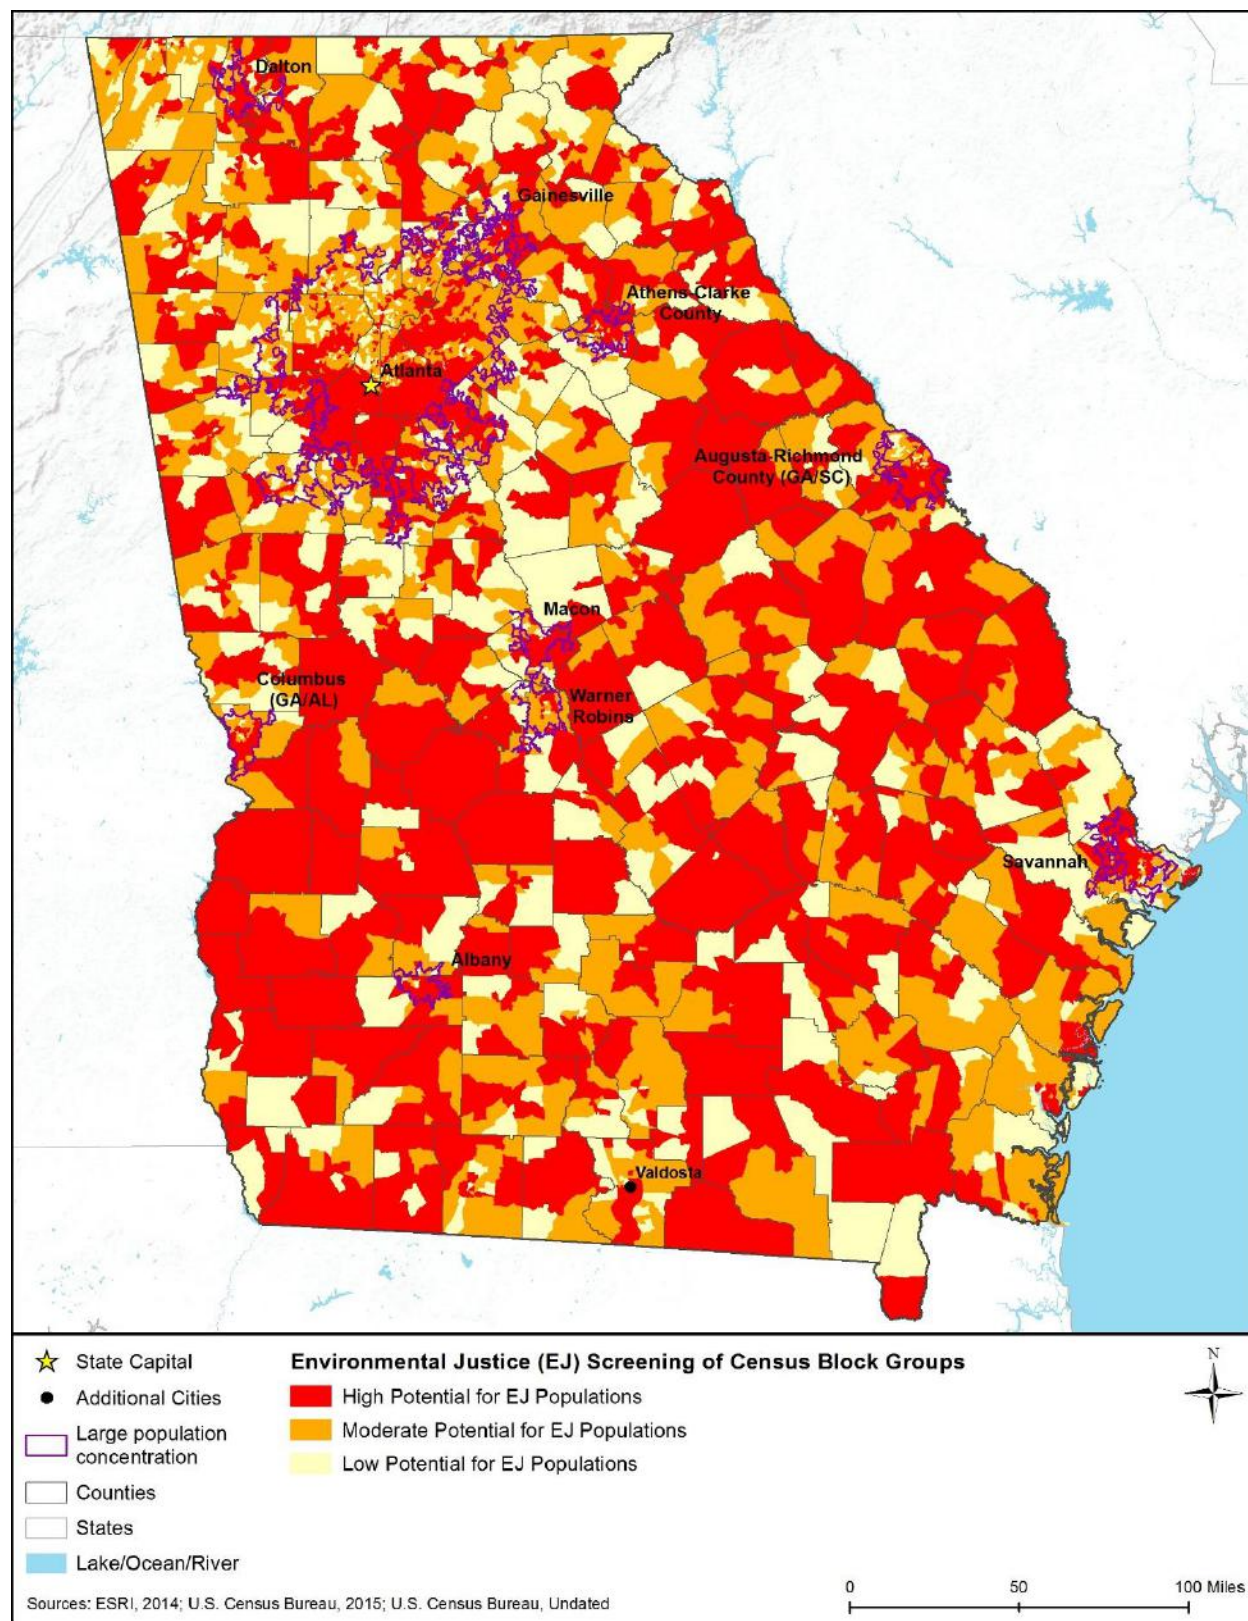 Dalton
Gainesville
Athens-Clarke
County
Atlanta
Augusta-Richmond
County (GA/SC)
Macon
Columbus
(GA/AL)
Warner
Robins
Savannah
Albany
Valdosta
State Capital
Additional Cities
Large population
concentration
Counties
States
Lake/Ocean/River
Environmental Justice (EJ) Screening of Census Block Groups
High Potential for EJ Populations
Moderate Potential for EJ Populations
Low Potential for EJ Populations
N
0 50 100 Miles
Sources: ESRI, 2014; U.S. Census Bureau, 2015; U.S. Census Bureau, Undated